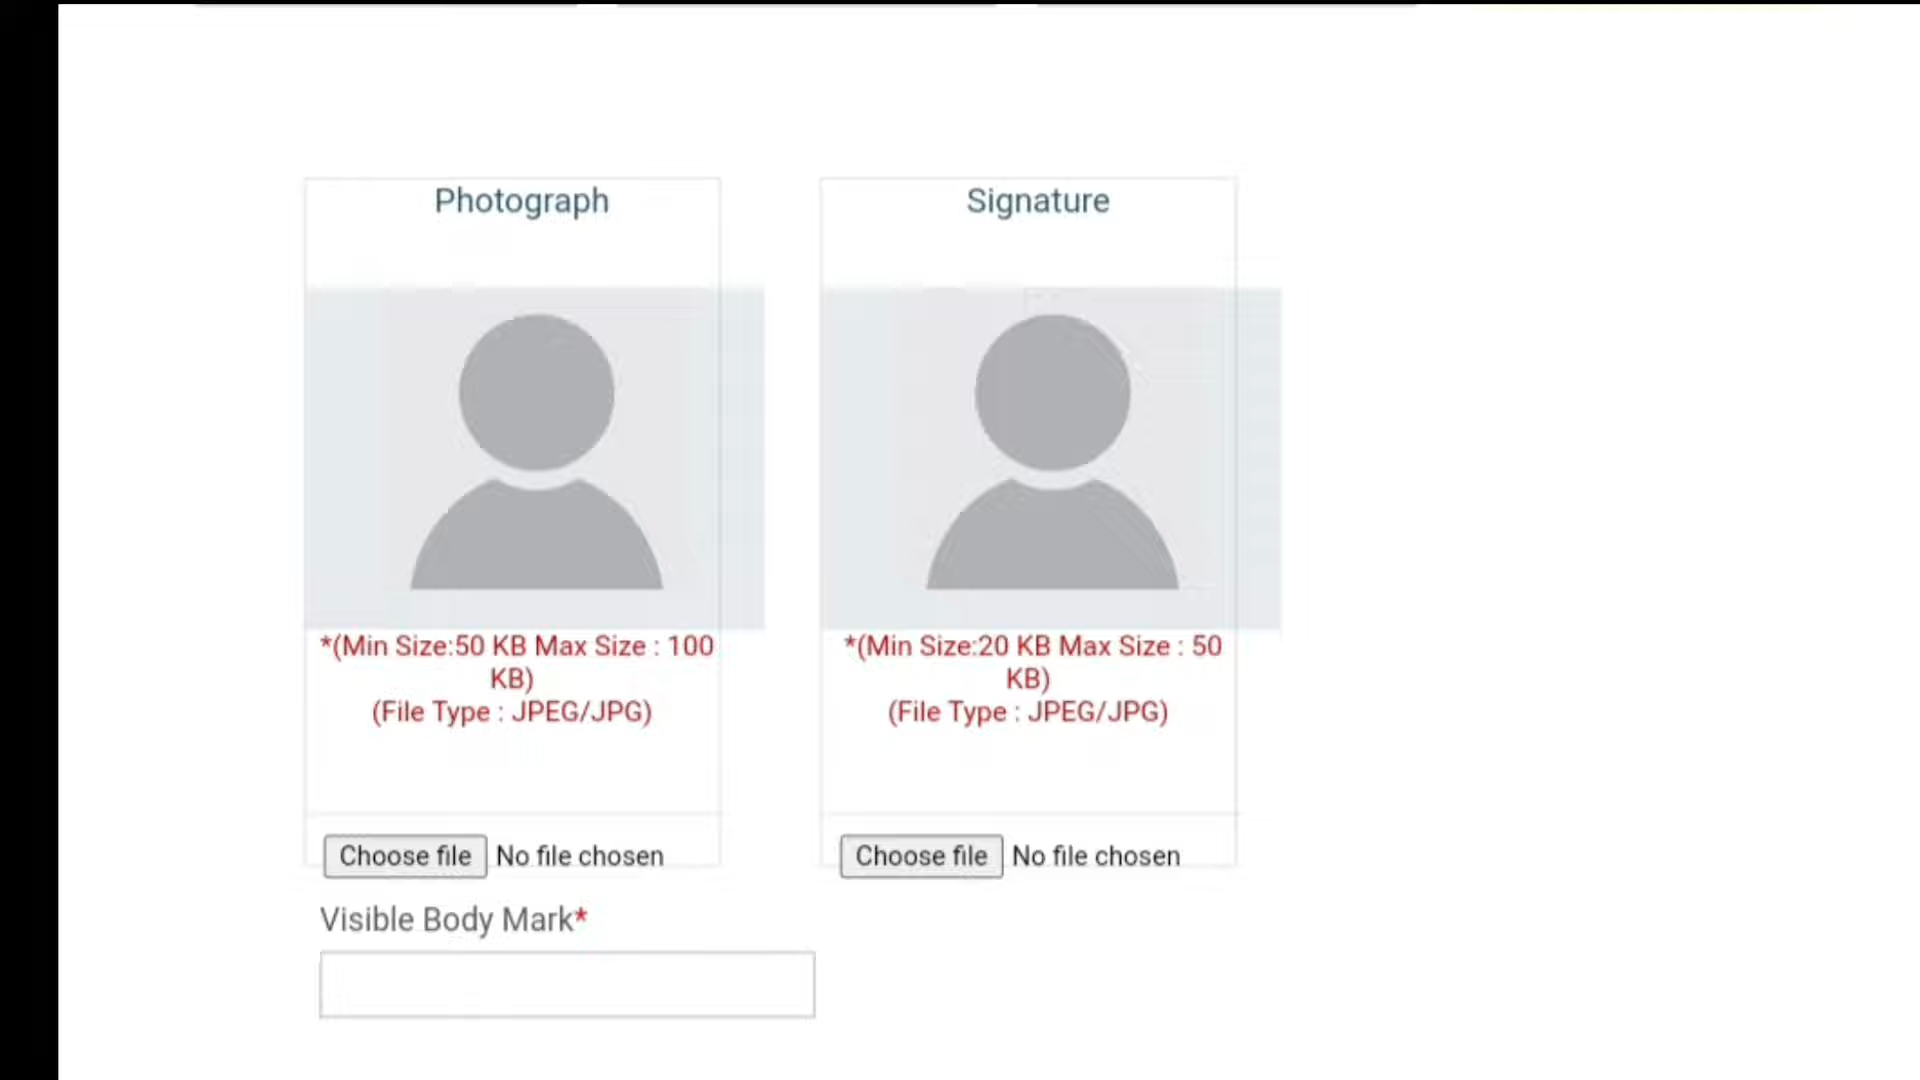 Photograph
Signature
*(Min Size:50 KB Max Size : 100
KB)
(File Type : JPEG/JPG)
*(Min Size:20 KB Max Size : 50
KB)
(File Type : JPEG/JPG)
Choose file No file chosen
Choose file No file chosen
Visible Body Mark*